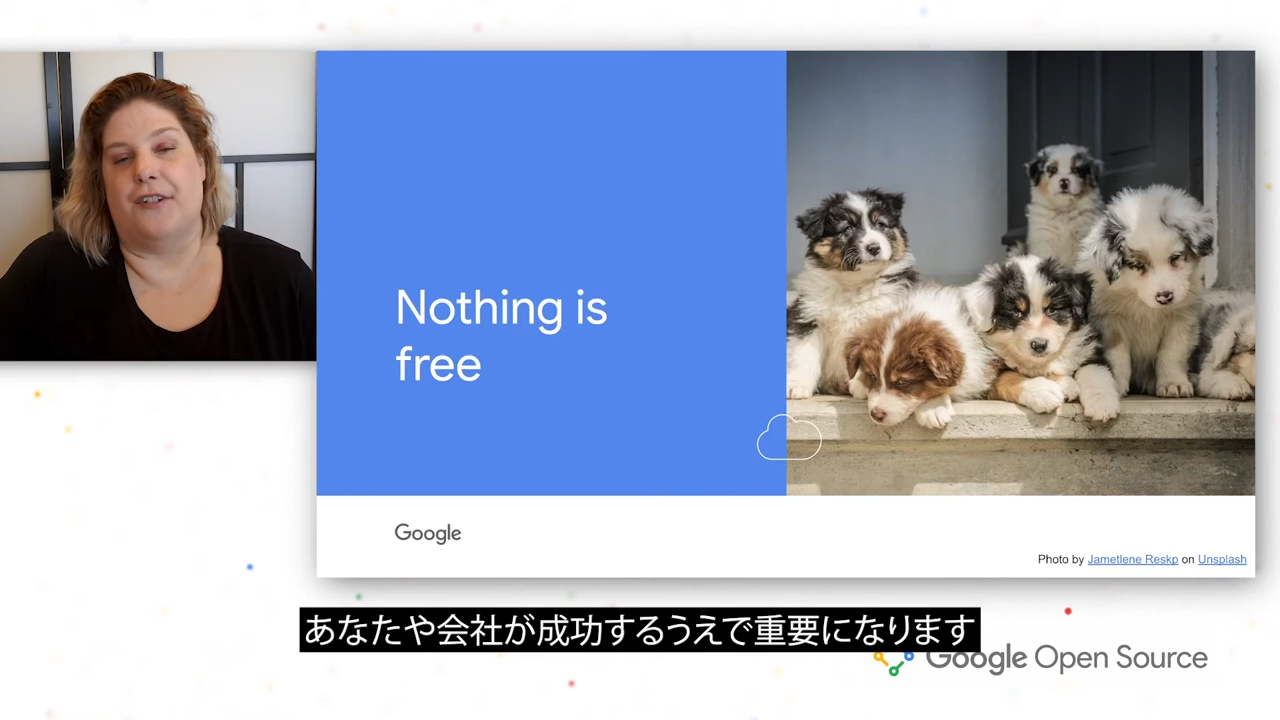 Nothing is
free
Google
Photo by Jametlene Reskp on Unsplash
あなたや会社が成功するうえで重要になります
Google Open Source